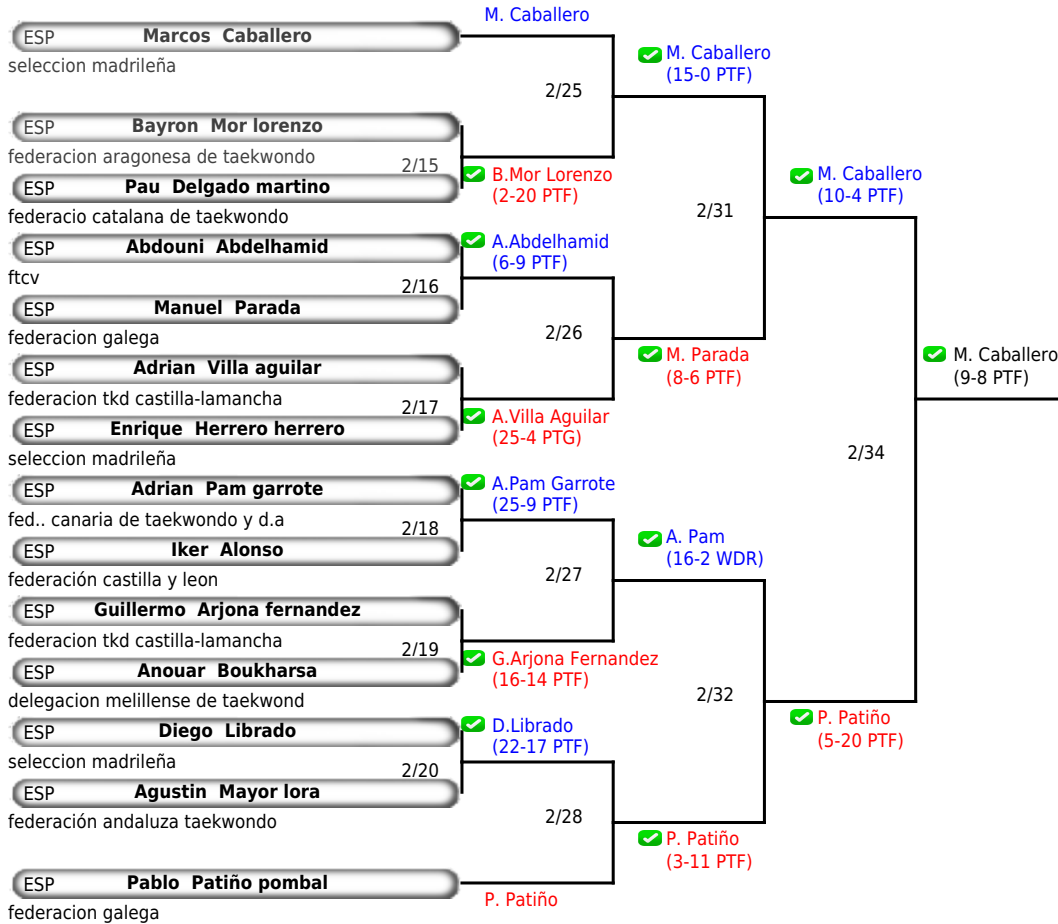 M. Caballero
ESP Marcos Caballero
seleccion madrileña
M. Caballero
(15-0 PTF)
2/25
ESP Bayron Mor lorenzo
federacion aragonesa de taekwondo
2/15
B.Mor Lorenzo
(2-20 PTF)
ESP Pau Delgado martino
federacio catalana de taekwondo
M. Caballero
(10-4 PTF)
2/31
ESP Abdouni Abdelhamid
ftcv
A.Abdelhamid
(6-9 PTF)
2/16
ESP Manuel Parada
federacion galega
2/26
M. Parada
(8-6 PTF)
ESP Adrian Villa aguilar
federacion tkd castilla-lamancha
2/17
A.Villa Aguilar
(25-4 PTG)
ESP Enrique Herrero herrero
seleccion madrileña
M. Caballero
(9-8 PTF)
2/34
ESP Adrian Pam garrote
fed.. canaria de taekwondo y d.a
A.Pam Garrote
(25-9 PTF)
2/18
ESP Iker Alonso
federación castilla y leon
A. Pam
(16-2 WDR)
2/27
ESP Guillermo Arjona fernandez
federacion tkd castilla-lamancha
2/19
G.Arjona Fernandez
(16-14 PTF)
ESP Anouar Boukharsa
delegacion melillense de taekwond
2/32
P. Patiño
(5-20 PTF)
ESP Diego Librado
seleccion madrileña
D.Librado
(22-17 PTF)
2/20
ESP Agustin Mayor lora
federación andaluza taekwondo
2/28
P. Patiño
(3-11 PTF)
ESP Pablo Patiño pombal
federacion galega
P. Patiño